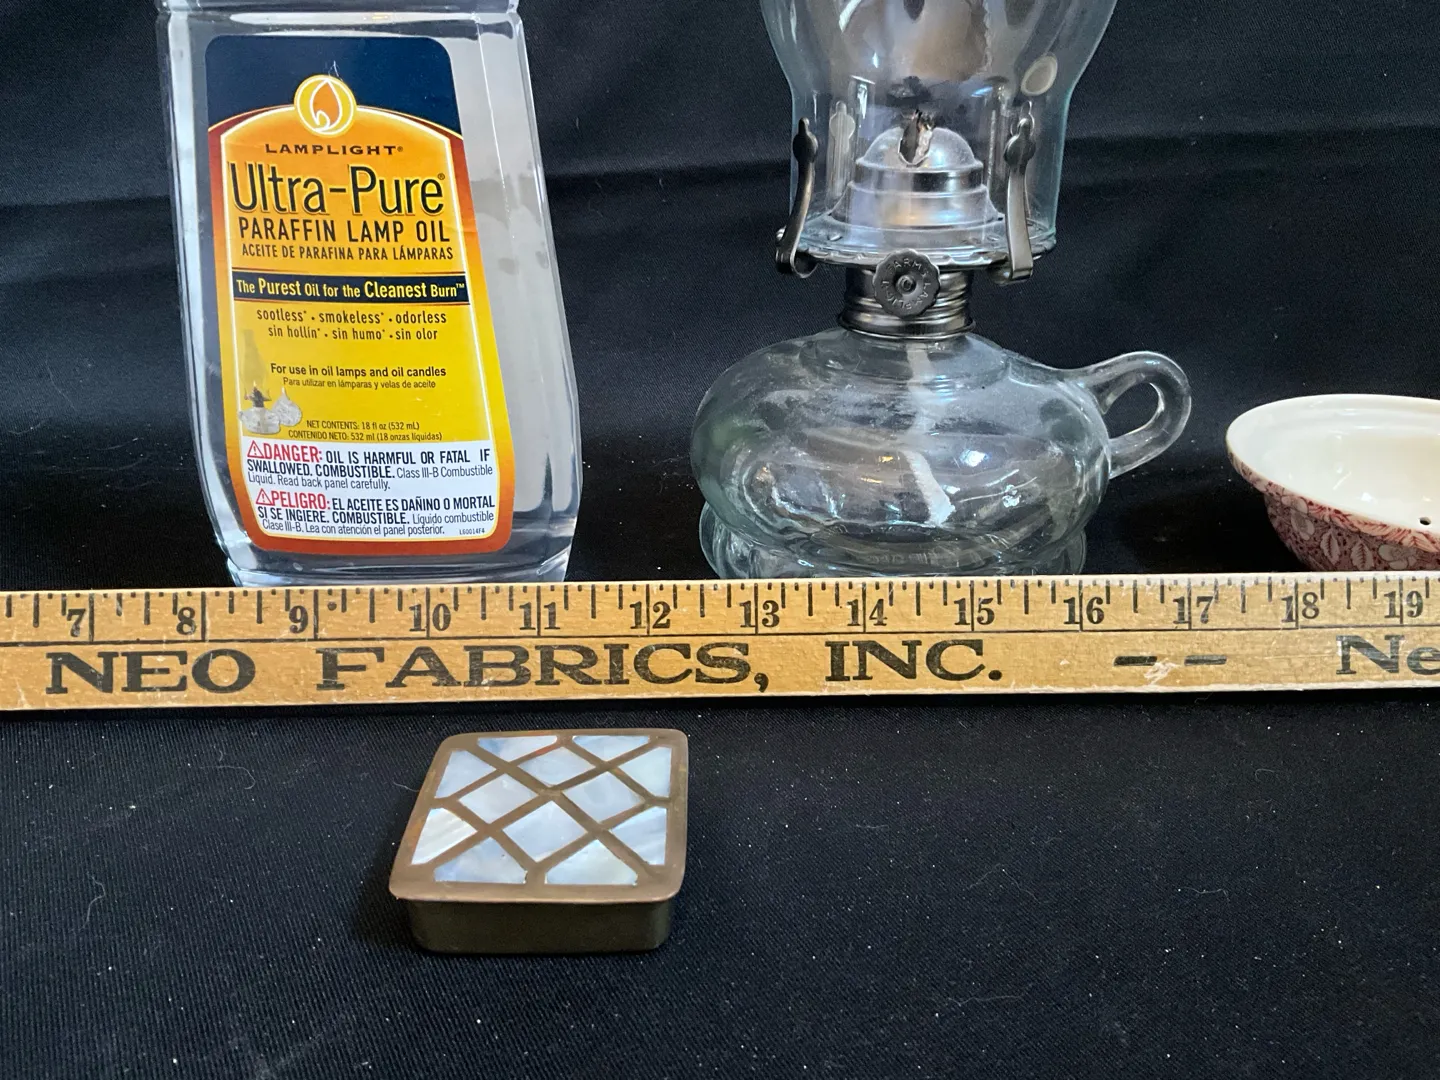 LAMPLIGHT®
Ultra-Pure®
PARAFFIN LAMP OIL
ACEITE DE PARAFINA PARA LÁMPARAS
The Purest Oil for the Cleanest Burn™
sootless* • smokeless* • odorless
sin hollín* • sin humo* • sin olor
For use in oil lamps and oil candles
Para utilizar en lámparas y velas de aceite
NET CONTENTS: 18 fl oz (532 mL)
CONTENIDO NETO: 532 ml (18 onzas líquidas)
DANGER: OIL IS HARMFUL OR FATAL IF
SWALLOWED. COMBUSTIBLE. Class III-B Combustible
Liquid. Read back panel carefully.
PELIGRO: EL ACEITE ES DAÑINO O MORTAL
SI SE INGIERE. COMBUSTIBLE. Líquido combustible
Clase III-B. Lea con atención el panel posterior.
FARMS
7 8 9 10 11 12 13 14 15 16 17 18 19
NEO FABRICS, INC. -- Ne